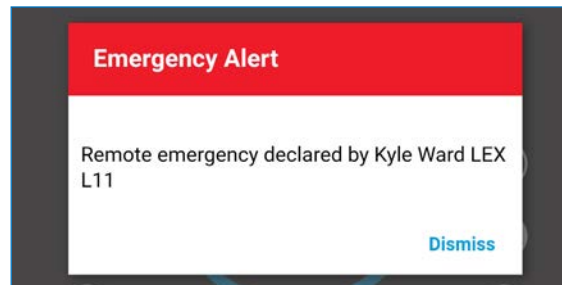 Emergency Alert
Remote emergency declared by Kyle Ward LEX
L11
Dismiss